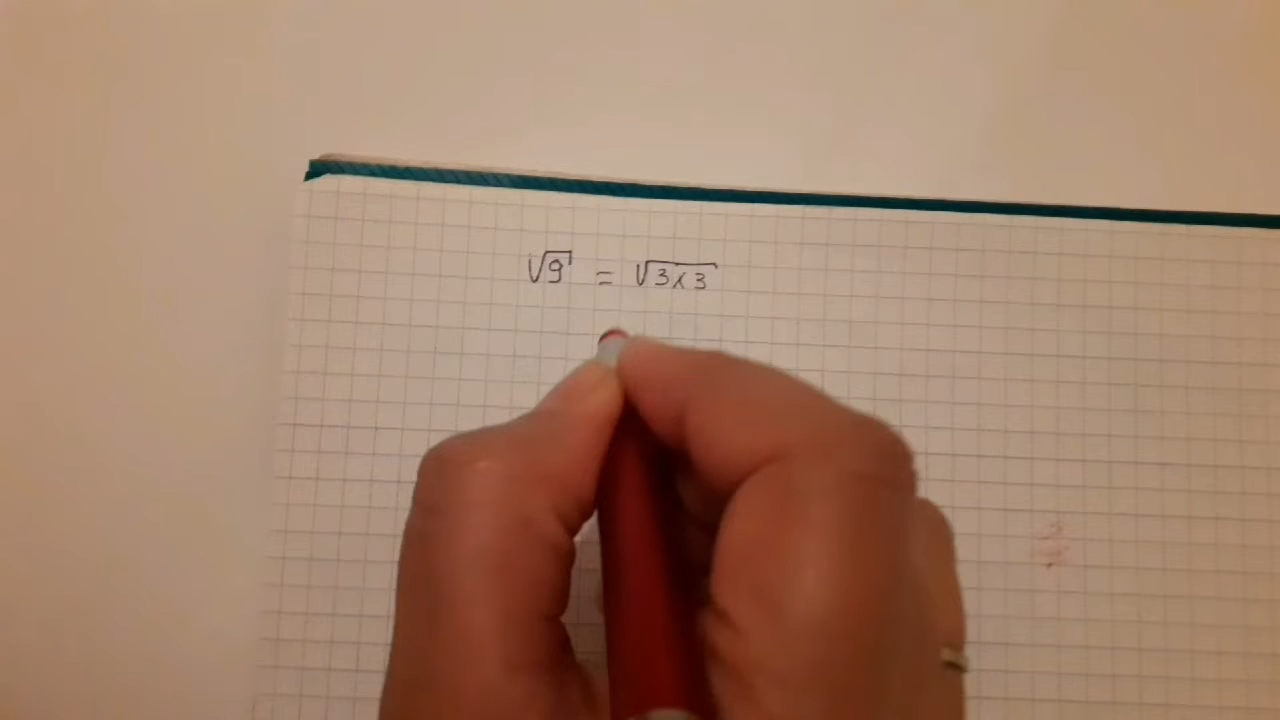 √9 = √3x3